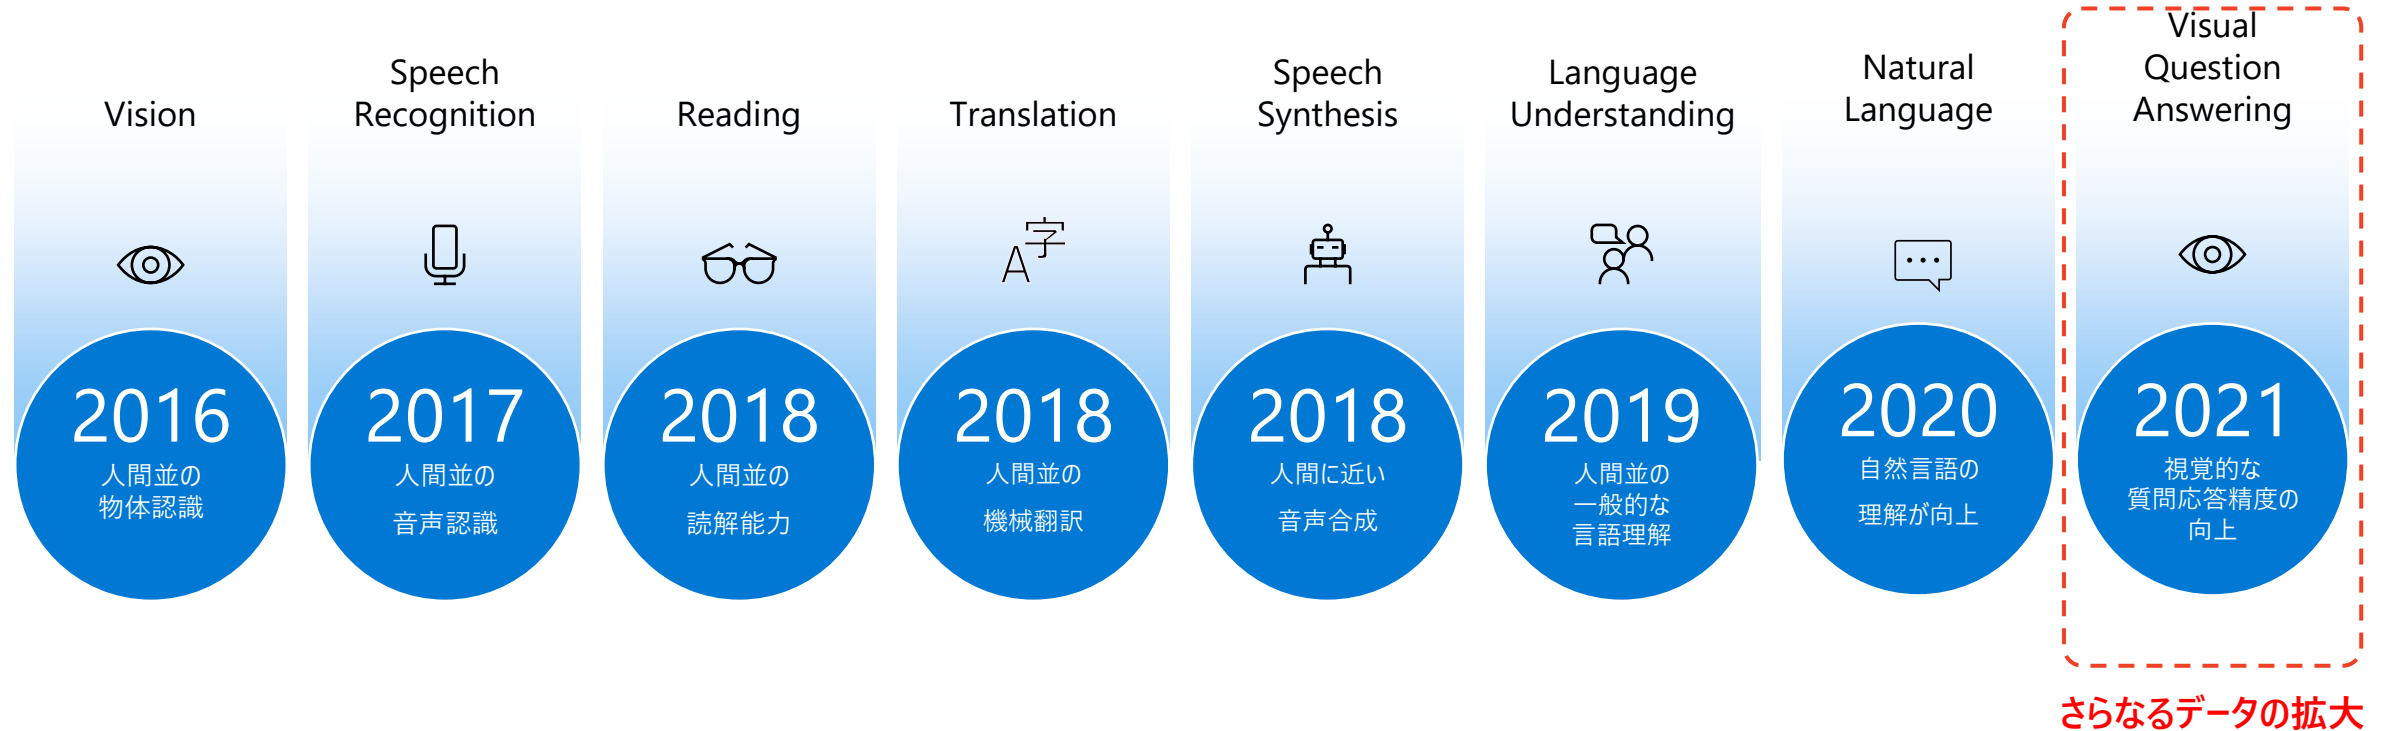 Vision
Speech
Recognition
Reading
Translation
Speech
Synthesis
Language
Understanding
Natural
Language
Visual
Question
Answering
A字
2016
人間並の
物体認識
2017
人間並の
音声認識
2018
人間並の
読解能力
2018
人間並の
機械翻訳
2018
人間に近い
音声合成
2019
人間並の
一般的な
言語理解
2020
自然言語の
理解が向上
2021
視覚的な
質問応答精度の
向上
さらなるデータの拡大